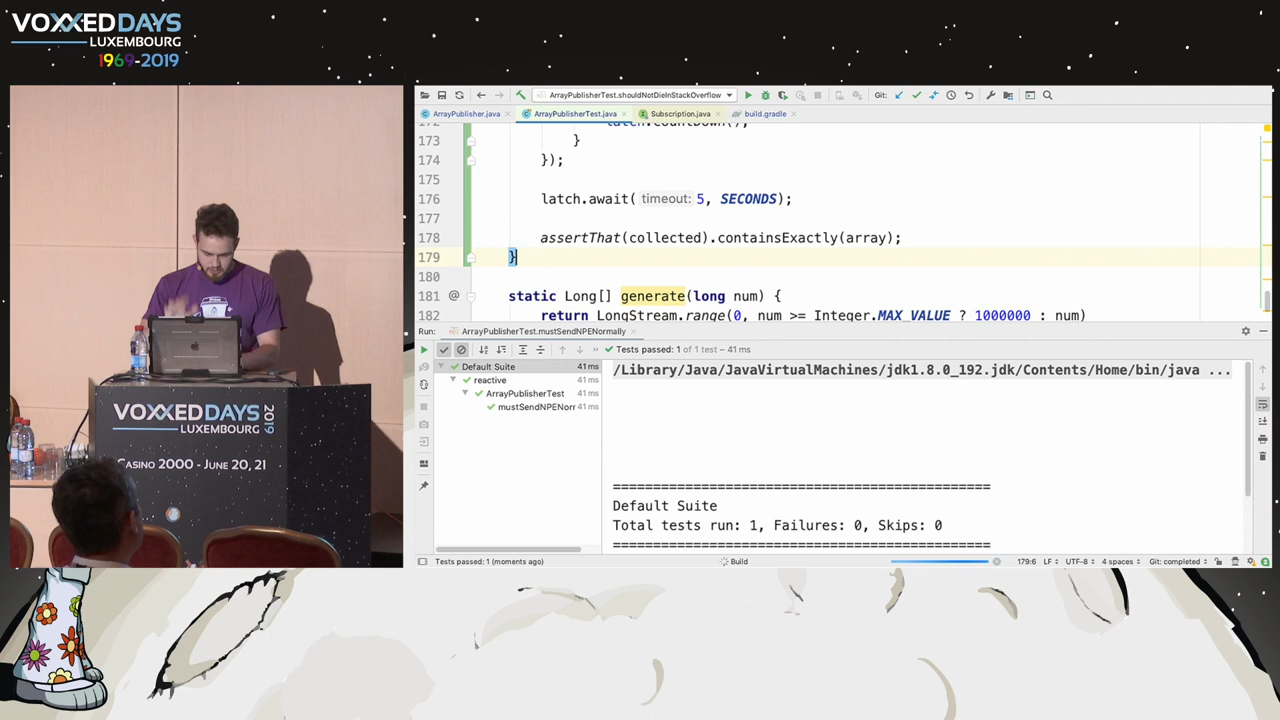 VOXXED DAYS
LUXEMBOURG
1969-2019
ArrayPublisherTest.shouldNotDieInStackOverflow
Git:
ArrayPublisher.java
ArrayPublisherTest.java
Subscription.java
build.gradle
172 latch.countDown();
173 }
174 });
175
176 latch.await( timeout: 5, SECONDS);
177
178 assertThat(collected).containsExactly(array);
179 }
180
181 @ static Long[] generate(long num) {
182 return LongStream.range(0, num >= Integer.MAX_VALUE ? 1000000 : num)
Run: ArrayPublisherTest.mustSendNPENormally
» Tests passed: 1 of 1 test – 41 ms
Default Suite 41 ms
reactive 41 ms
ArrayPublisherTest 41 ms
mustSendNPENorr 41 ms
/Library/Java/JavaVirtualMachines/jdk1.8.0_192.jdk/Contents/Home/bin/java ...
===============================================
Default Suite
Total tests run: 1, Failures: 0, Skips: 0
===============================================
Tests passed: 1 (moments ago)
Build
179:6 LF UTF-8 4 spaces Git: completed
VOXXED DAYS 2019
LUXEMBOURG
CASINO 2000 - JUNE 20, 21